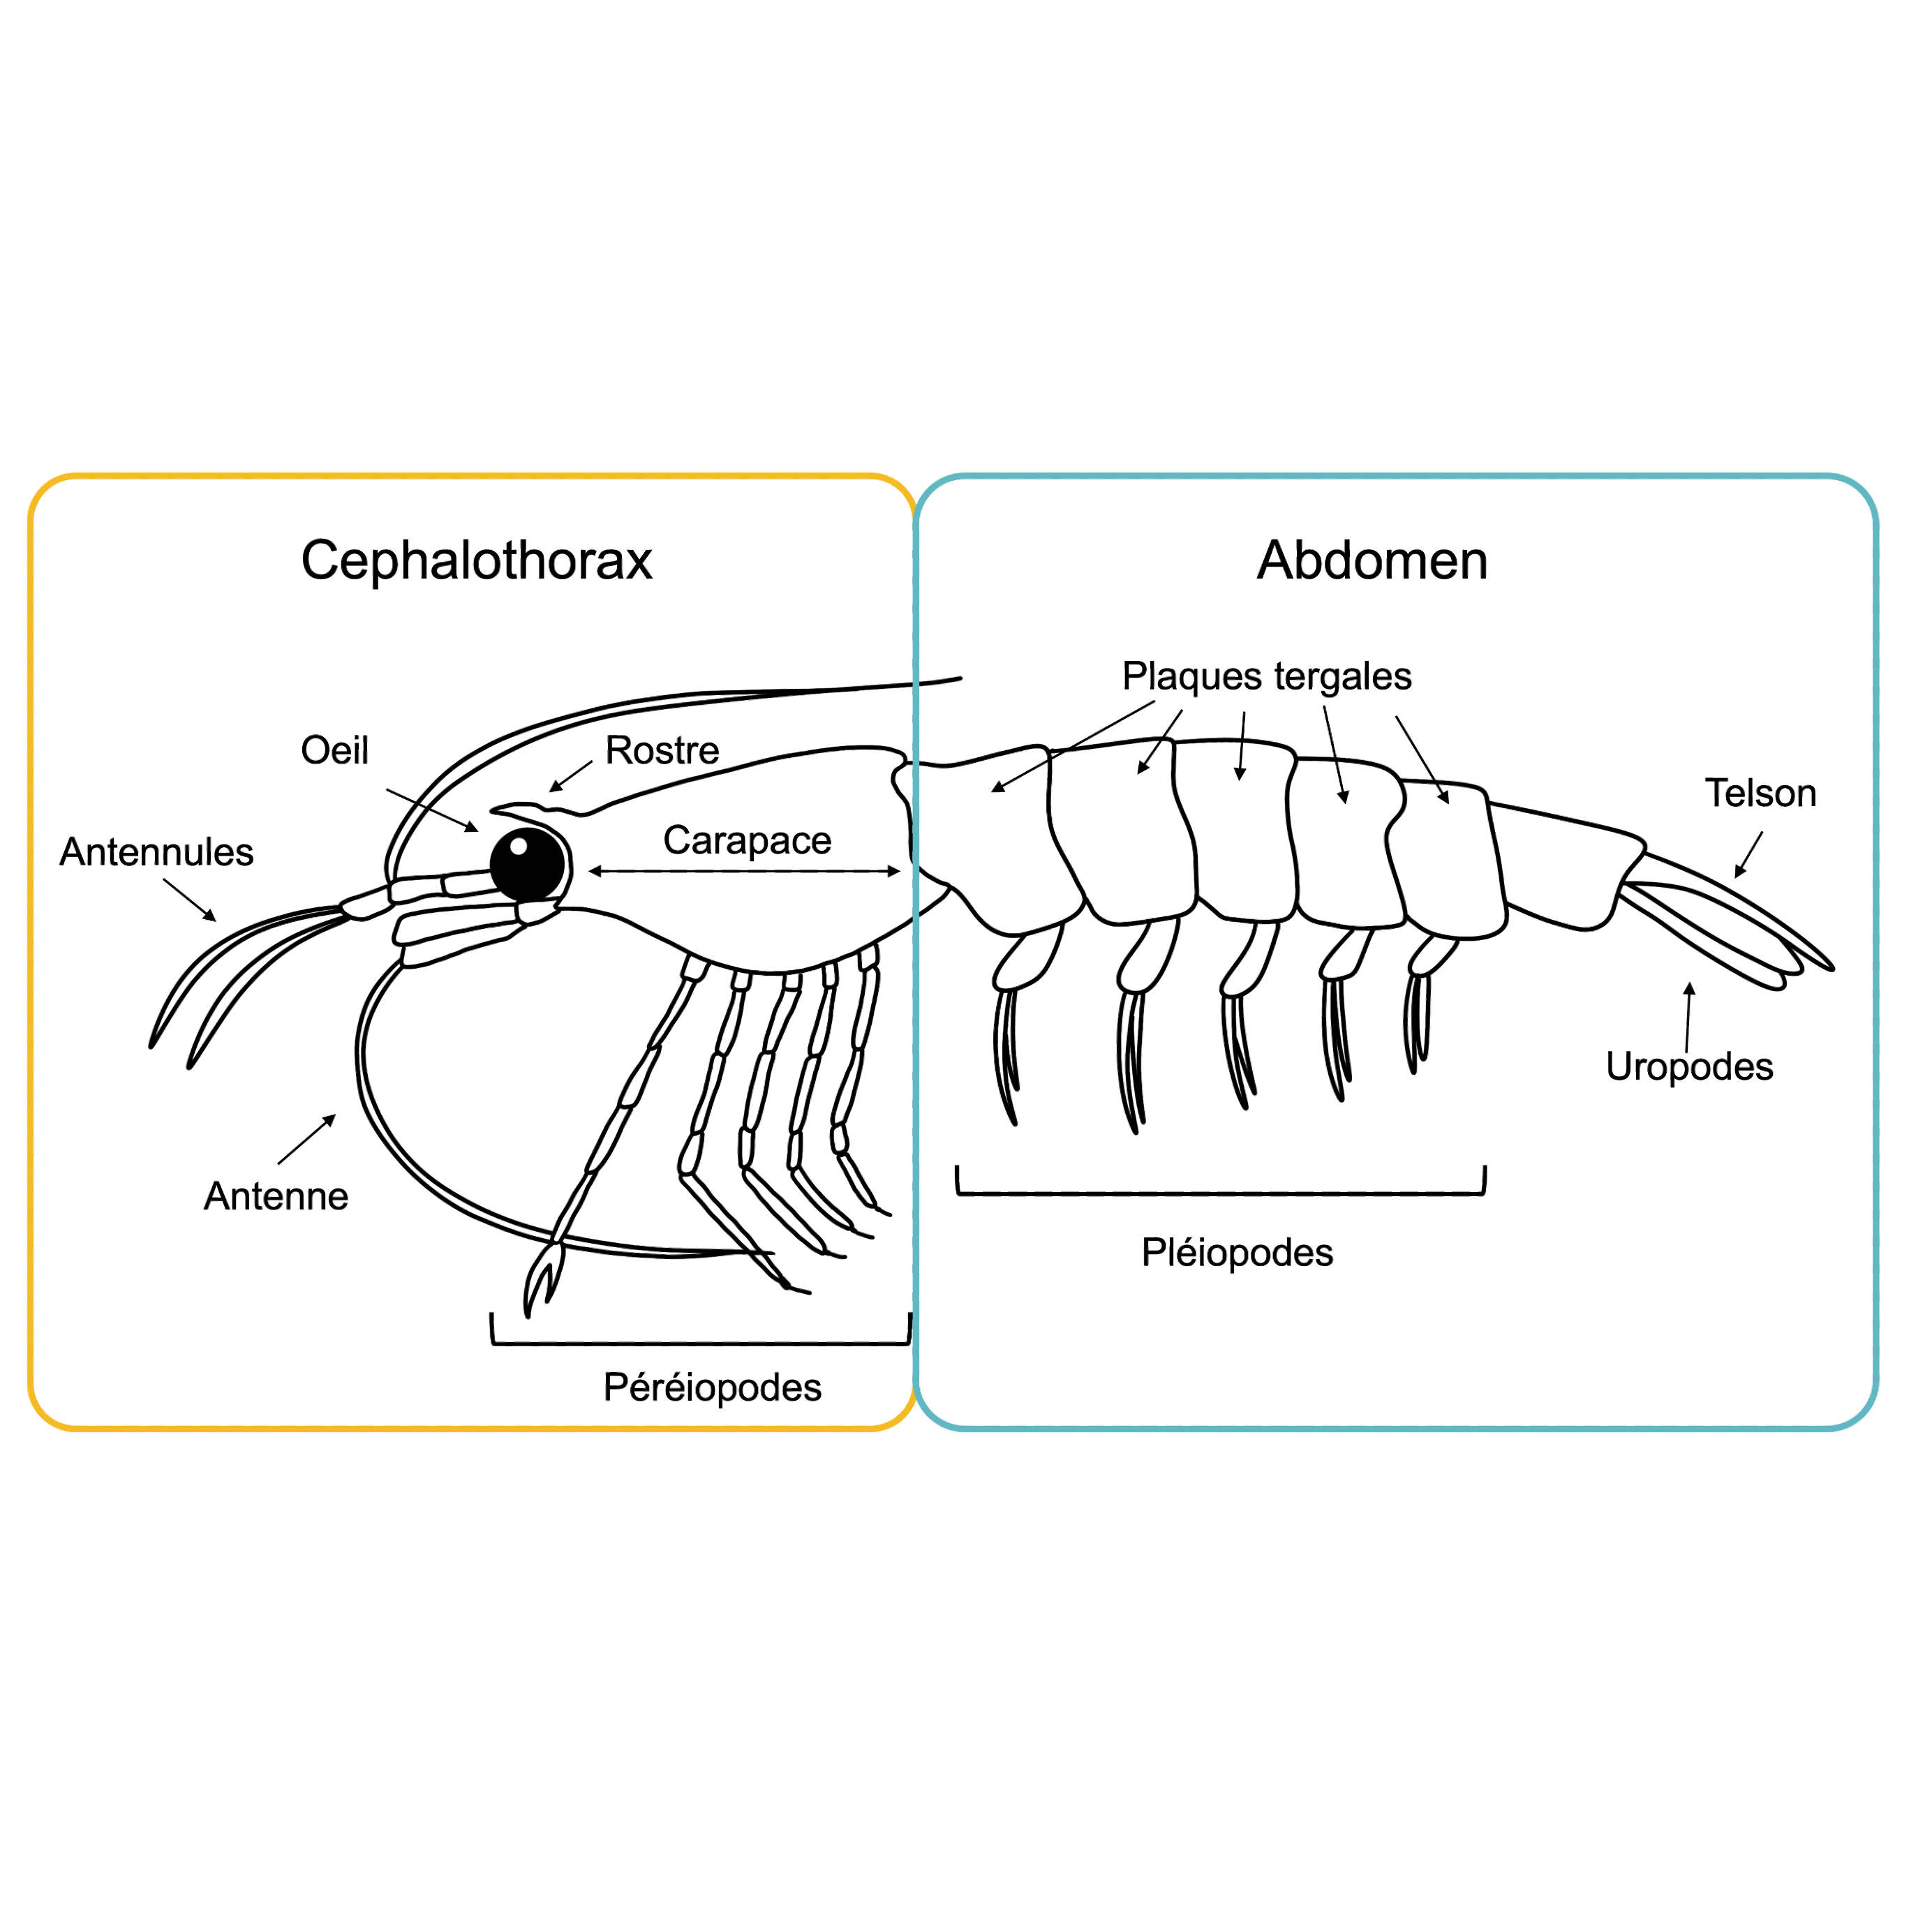 Cephalothorax
Abdomen
Plaques tergales
Oeil
Rostre
Telson
Carapace
Antennules
Uropodes
Antenne
Pléiopodes
Péréiopodes